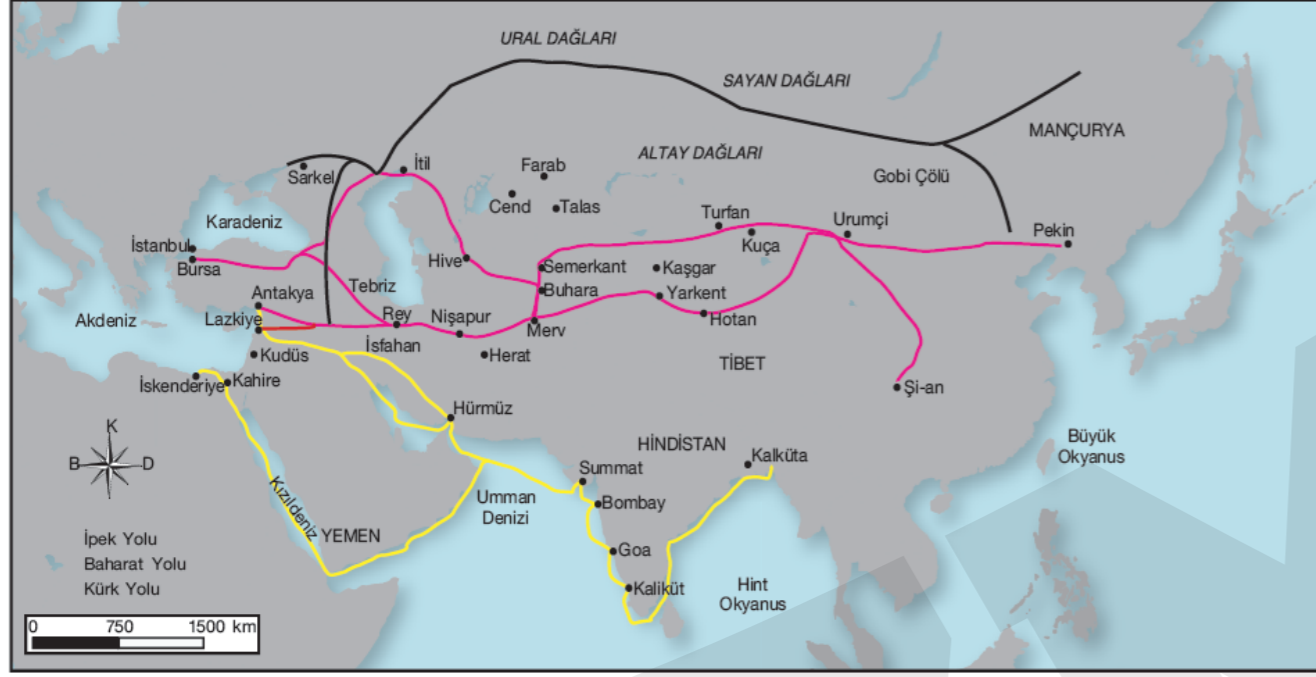 URAL DAĞLARI
SAYAN DAĞLARI
MANÇURYA
ALTAY DAĞLARI
Gobi Çölü
İtil
Sarkel
Farab
Cend
Talas
Karadeniz
Turfan
Kuça
Urumçi
Pekin
İstanbul
Bursa
Hive
Semerkant
Kaşgar
Buhara
Yarkent
Tebriz
Antakya
Akdeniz
Lazkiye
Rey
Nişapur
Merv
Hotan
İsfahan
Herat
Kudüs
TİBET
İskenderiye
Kahire
Şi-an
Hürmüz
K
B
D
HİNDİSTAN
Kalküta
Büyük
Okyanus
Summat
Kızıldeniz
YEMEN
Umman
Denizi
Bombay
Goa
Kaliküt
Hint
Okyanus
İpek Yolu
Baharat Yolu
Kürk Yolu
0 750 1500 km